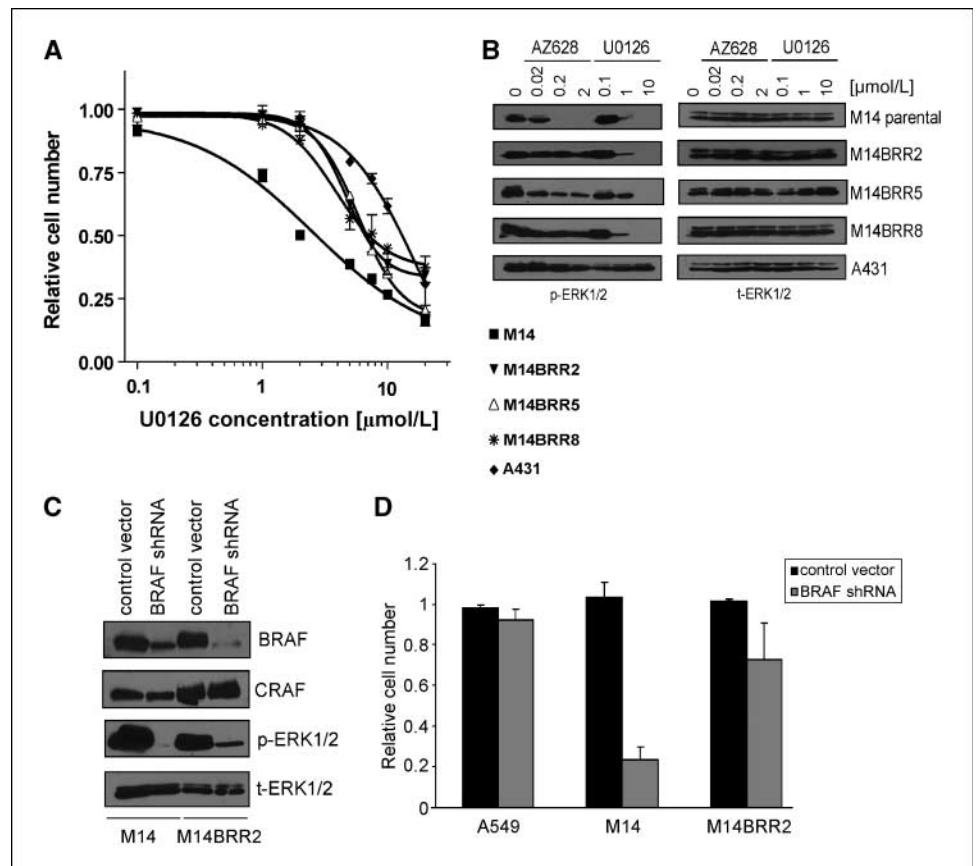 A
Relative cell number
1.00
0.75
0.50
0.25
0.00
0.1
1
10
U0126 concentration [μmol/L]
B
AZ628 U0126
0 0.02 0.2 2 0.1 1 10
AZ628 U0126
0 0.02 0.2 2 0.1 1 10
[μmol/L]
M14 parental
M14BRR2
M14BRR5
M14BRR8
A431
p-ERK1/2
t-ERK1/2
M14
M14BRR2
M14BRR5
M14BRR8
A431
C
control vector
BRAF shRNA
control vector
BRAF shRNA
BRAF
CRAF
p-ERK1/2
t-ERK1/2
M14 M14BRR2
D
Relative cell number
1.2
1
0.8
0.6
0.4
0.2
0
control vector
BRAF shRNA
A549 M14 M14BRR2